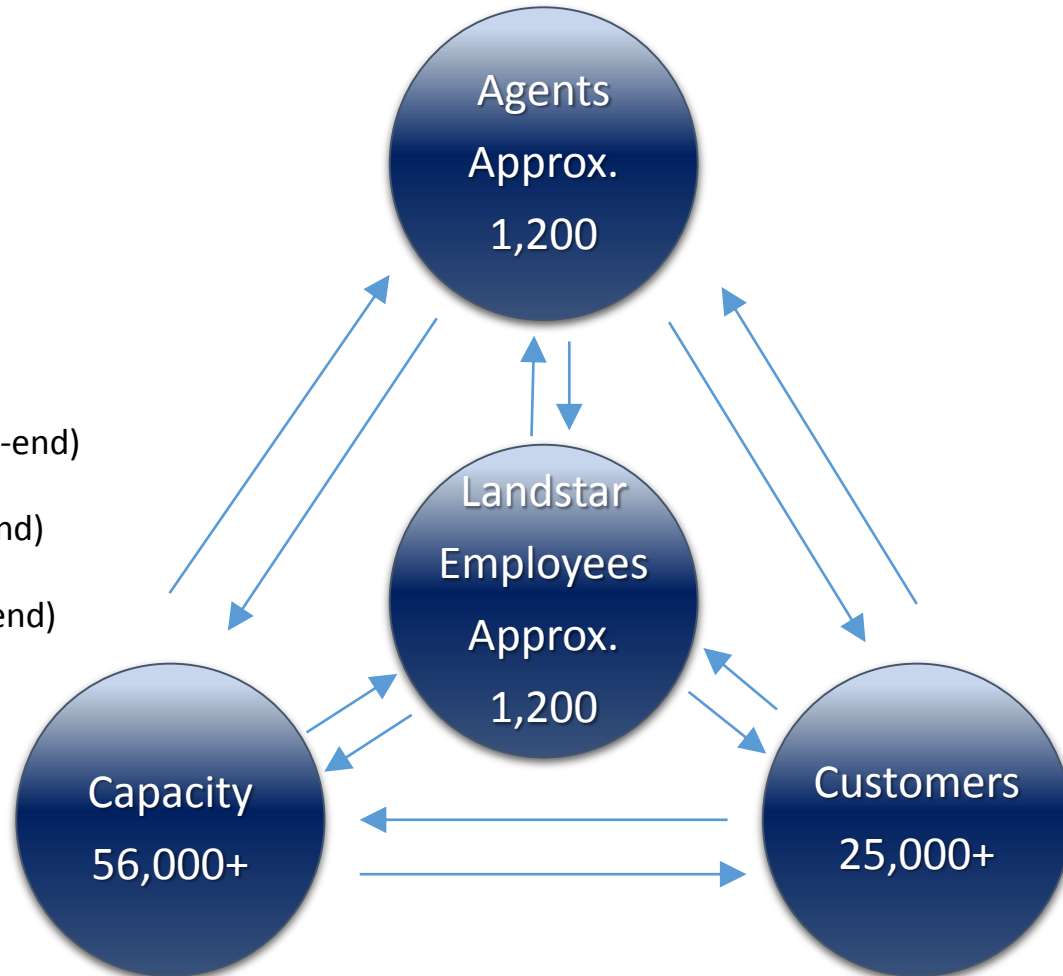 Agents
Approx.
1,200
-end)
nd)
end)
Landstar
Employees
Approx.
1,200
Capacity
56,000+
Customers
25,000+